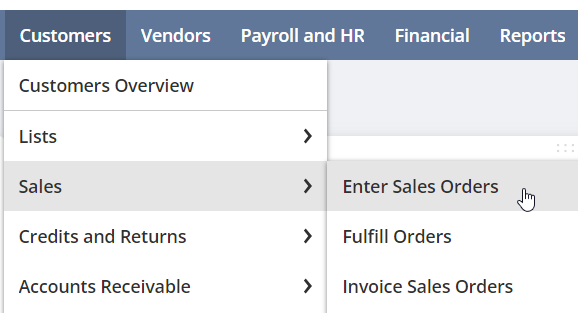 Customers Vendors Payroll and HR Financial Reports
Customers Overview
Lists
Sales
Enter Sales Orders
Credits and Returns
Fulfill Orders
Accounts Receivable
Invoice Sales Orders